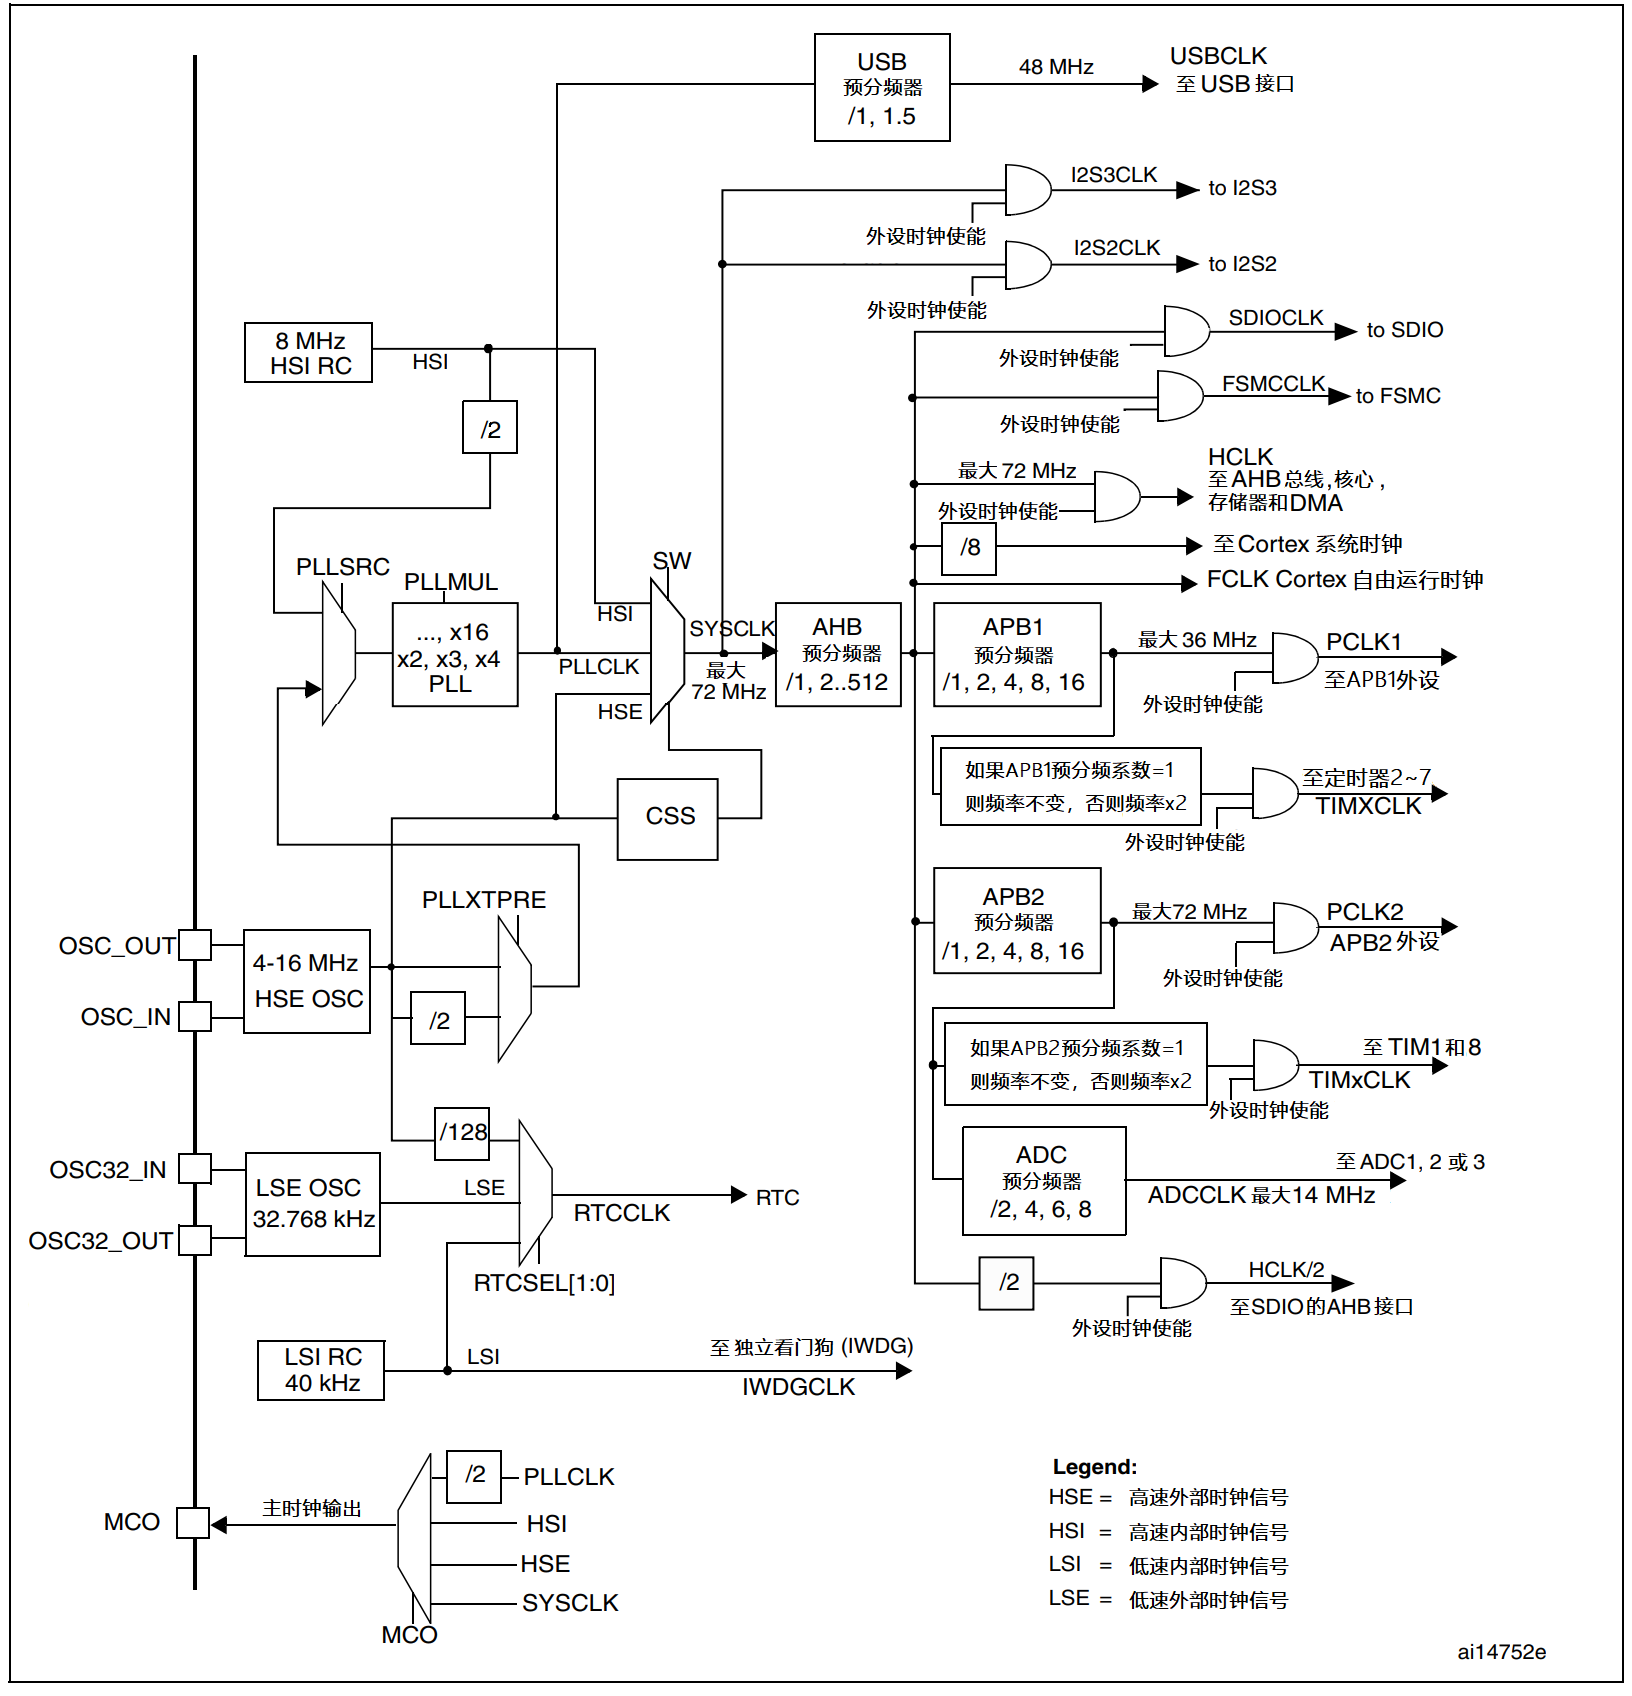 USB
预分频器
/1, 1.5
48 MHz
USBCLK
至 USB 接口
I2S3CLK
to I2S3
外设时钟使能
I2S2CLK
to I2S2
外设时钟使能
SDIOCLK
to SDIO
外设时钟使能
8 MHz
HSI RC
HSI
/2
FSMCCLK
to FSMC
外设时钟使能
最大 72 MHz
HCLK
至 AHB 总线,核心,
存储器和DMA
外设时钟使能
/8
至 Cortex 系统时钟
FCLK Cortex 自由运行时钟
PLLSRC
PLLMUL
..., x16
x2, x3, x4
PLL
SW
HSI
PLLCLK
HSE
SYSCLK
最大
72 MHz
AHB
预分频器
/1, 2..512
APB1
预分频器
/1, 2, 4, 8, 16
最大 36 MHz
PCLK1
至APB1外设
外设时钟使能
如果APB1预分频系数=1
则频率不变，否则频率x2
至定时器2~7
TIMXCLK
外设时钟使能
CSS
PLLXTPRE
OSC_OUT
OSC_IN
4-16 MHz
HSE OSC
/2
APB2
预分频器
/1, 2, 4, 8, 16
最大72 MHz
PCLK2
APB2 外设
外设时钟使能
如果APB2预分频系数=1
则频率不变，否则频率x2
至 TIM1 和 8
TIMxCLK
外设时钟使能
/128
OSC32_IN
OSC32_OUT
LSE OSC
32.768 kHz
LSE
RTCCLK
RTC
RTCSEL[1:0]
ADC
预分频器
/2, 4, 6, 8
至 ADC1, 2 或 3
ADCCLK 最大14 MHz
/2
HCLK/2
至SDIO的AHB 接口
外设时钟使能
LSI RC
40 kHz
LSI
至 独立看门狗 (IWDG)
IWDGCLK
MCO
主时钟输出
/2
PLLCLK
HSI
HSE
SYSCLK
MCO
Legend:
HSE = 高速外部时钟信号
HSI = 高速内部时钟信号
LSI = 低速内部时钟信号
LSE = 低速外部时钟信号
ai14752e